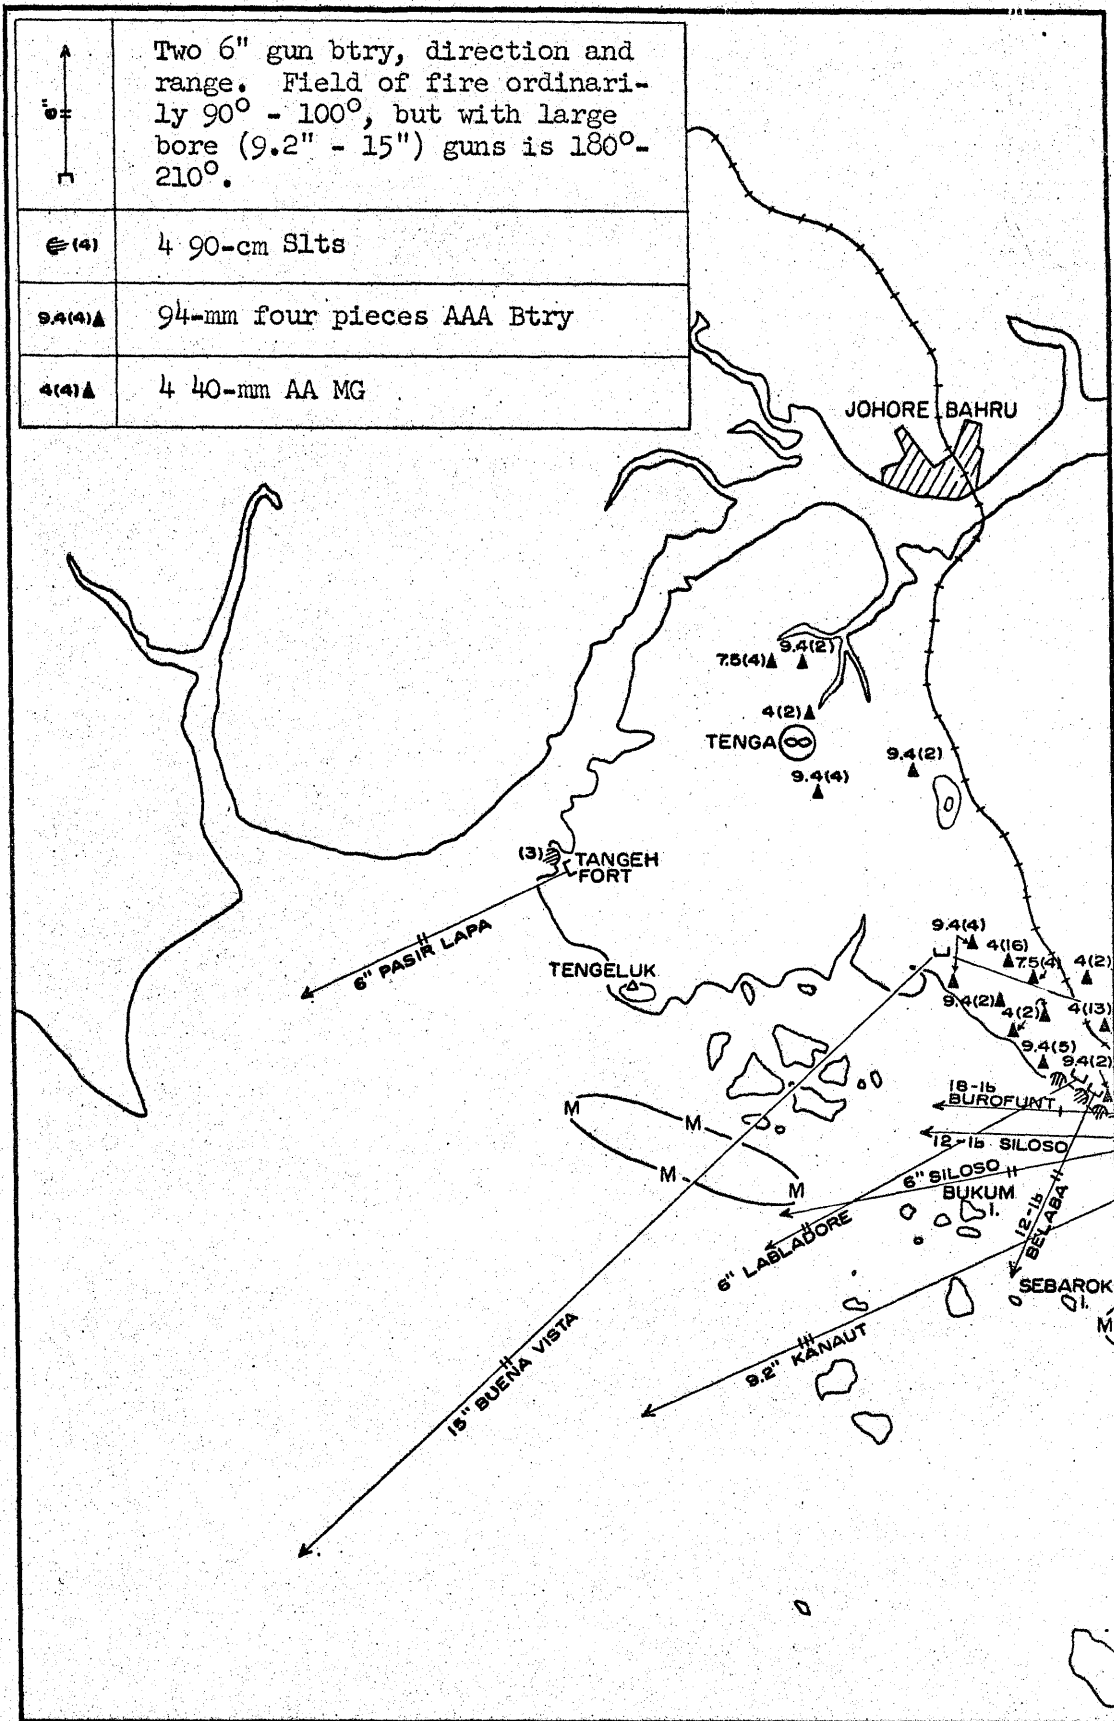 Two 6" gun btry, direction and
range. Field of fire ordinari-
ly 90° - 100°, but with large
bore (9.2" - 15") guns is 180°-
210°.
6"
(4)
4 90-cm Slts
9.4(4)
94-mm four pieces AAA Btry
4(4)
4 40-mm AA MG
JOHORE BAHRU
7.5(4)
9.4(2)
4(2)
TENGA
9.4(2)
9.4(4)
(3)
TANGEH
FORT
6" PASIR LAPA
TENGELUK
9.4(4)
4(16)
7.5(4)
4(2)
9.4(2)
4(2)
4(13)
9.4(5)
9.4(2)
18-lb
BUROFUNT
12-lb SILOSO
6" SILOSO
BUKUM
I.
12-lb
BELABA
6" LABLADORE
SEBAROK
I.
M
M
M
M
M
9.2" KANAUT
15" BUENA VISTA